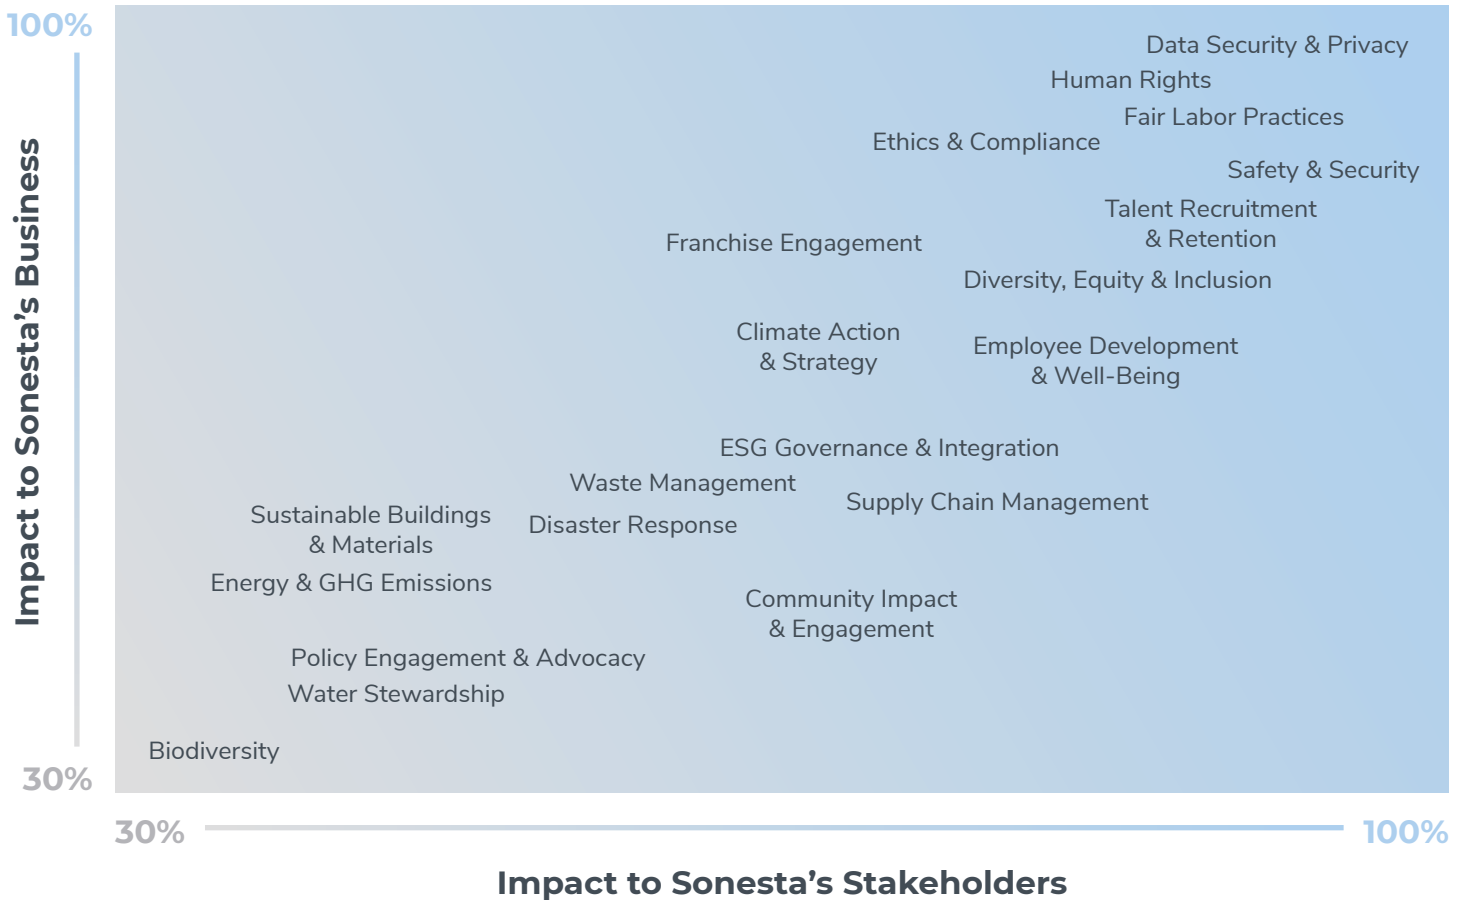 100%
Data Security & Privacy
Human Rights
Fair Labor Practices
Ethics & Compliance
Safety & Security
Talent Recruitment
& Retention
Franchise Engagement
Diversity, Equity & Inclusion
Climate Action
& Strategy
Employee Development
& Well-Being
ESG Governance & Integration
Waste Management
Supply Chain Management
Sustainable Buildings
& Materials
Disaster Response
Energy & GHG Emissions
Community Impact
& Engagement
Policy Engagement & Advocacy
Water Stewardship
Biodiversity
Impact to Sonesta’s Business
30%
30%
100%
Impact to Sonesta’s Stakeholders